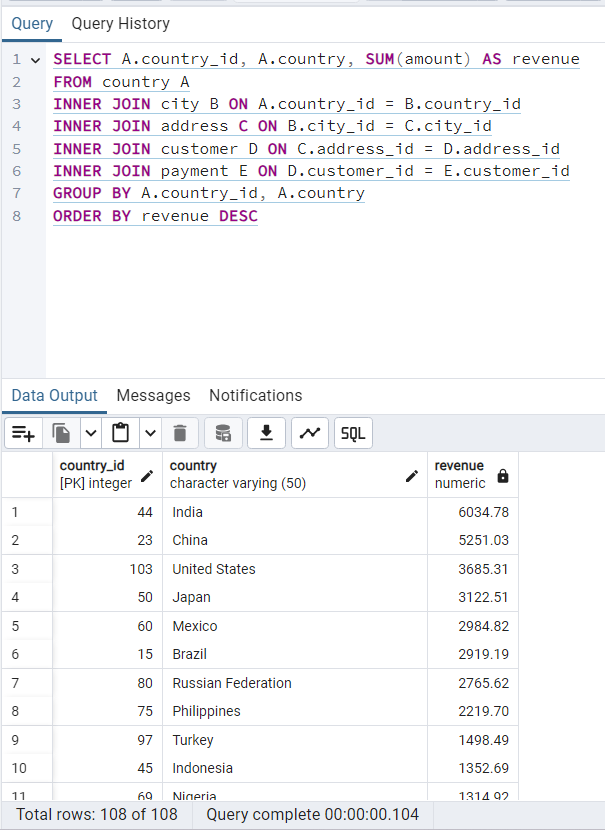 Query Query History
1 SELECT A.country_id, A.country, SUM(amount) AS revenue
2 FROM country A
3 INNER JOIN city B ON A.country_id = B.country_id
4 INNER JOIN address C ON B.city_id = C.city_id
5 INNER JOIN customer D ON C.address_id = D.address_id
6 INNER JOIN payment E ON D.customer_id = E.customer_id
7 GROUP BY A.country_id, A.country
8 ORDER BY revenue DESC
Data Output Messages Notifications
SQL
country_id country revenue
[PK] integer character varying (50) numeric
1 44 India 6034.78
2 23 China 5251.03
3 103 United States 3685.31
4 50 Japan 3122.51
5 60 Mexico 2984.82
6 15 Brazil 2919.19
7 80 Russian Federation 2765.62
8 75 Philippines 2219.70
9 97 Turkey 1498.49
10 45 Indonesia 1352.69
11 69 Nigeria 1314.92
Total rows: 108 of 108 Query complete 00:00:00.104